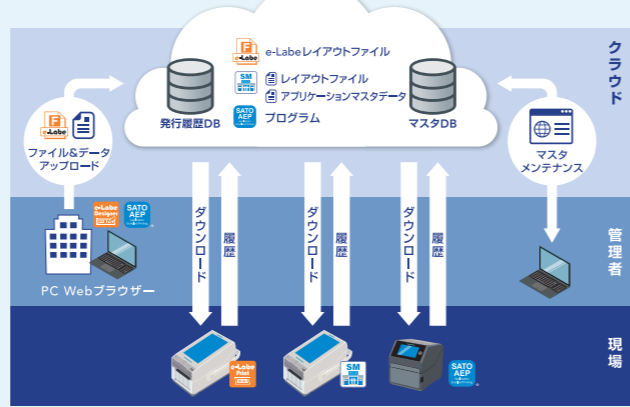 クラウド
F
e-Labe
e-Labeレイアウトファイル
SM
レイアウトファイル
アプリケーションマスタデータ
SATO
AEP
プログラム
発行履歴DB
マスタDB
F
e-Labe
ファイル&データ
アップロード
マスタ
メンテナンス
ダウンロード
履歴
ダウンロード
履歴
ダウンロード
履歴
管理者
e-Labe
Designer
SATO
AEP
PC Webブラウザー
現場
e-Labe
Print
SM
SATO
AEP